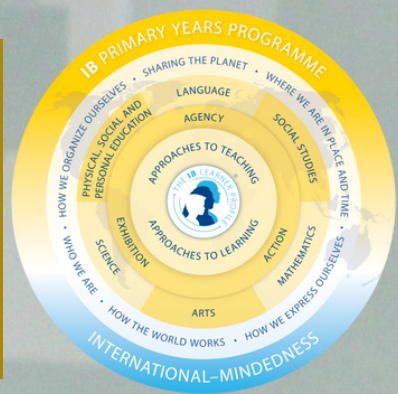 IB PRIMARY YEARS PROGRAMME
SHARING THE PLANET • WHERE WE ARE IN PLACE AND TIME • HOW WE EXPRESS OURSELVES • HOW THE WORLD WORKS • WHO WE ARE • HOW WE ORGANIZE OURSELVES •
LANGUAGE
SOCIAL STUDIES
MATHEMATICS
ARTS
SCIENCE
PHYSICAL, SOCIAL AND
PERSONAL EDUCATION
AGENCY
ACTION
EXHIBITION
APPROACHES TO TEACHING
APPROACHES TO LEARNING
THE IB LEARNER PROFILE
INTERNATIONAL–MINDEDNESS